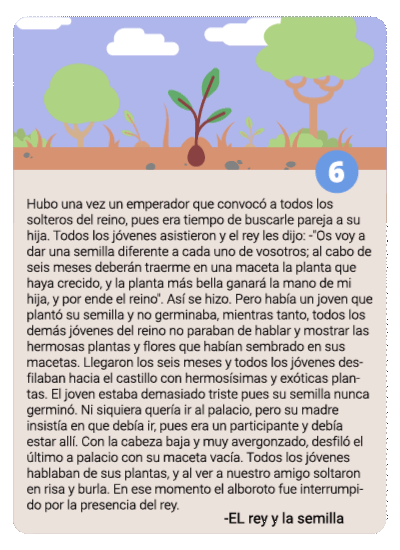 6
Hubo una vez un emperador que convocó a todos los
solteros del reino, pues era tiempo de buscarle pareja a su
hija. Todos los jóvenes asistieron y el rey les dijo: -"Os voy a
dar una semilla diferente a cada uno de vosotros; al cabo de
seis meses deberán traerme en una maceta la planta que
haya crecido, y la planta más bella ganará la mano de mi
hija, y por ende el reino". Así se hizo. Pero había un joven que
plantó su semilla y no germinaba, mientras tanto, todos los
demás jóvenes del reino no paraban de hablar y mostrar las
hermosas plantas y flores que habían sembrado en sus
macetas. Llegaron los seis meses y todos los jóvenes des-
filaban hacia el castillo con hermosísimas y exóticas plan-
tas. El joven estaba demasiado triste pues su semilla nunca
germinó. Ni siquiera quería ir al palacio, pero su madre
insistía en que debía ir, pues era un participante y debía
estar allí. Con la cabeza baja y muy avergonzado, desfiló el
último a palacio con su maceta vacía. Todos los jóvenes
hablaban de sus plantas, y al ver a nuestro amigo soltaron
en risa y burla. En ese momento el alboroto fue interrumpi-
do por la presencia del rey.
-EL rey y la semilla